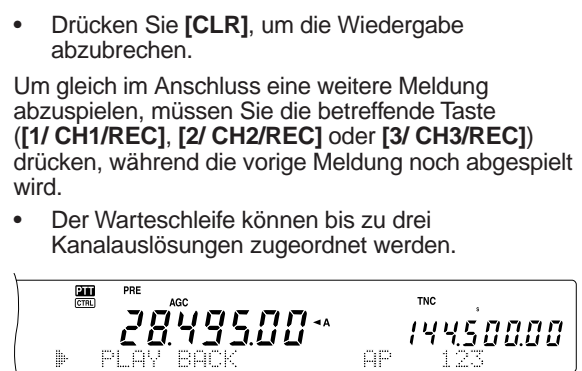 • Drücken Sie [CLR], um die Wiedergabe
abzubrechen.
Um gleich im Anschluss eine weitere Meldung
abzuspielen, müssen Sie die betreffende Taste
([1/ CH1/REC], [2/ CH2/REC] oder [3/ CH3/REC])
drücken, während die vorige Meldung noch abgespielt
wird.
• Der Warteschleife können bis zu drei
Kanalauslösungen zugeordnet werden.
PTT PRE
CTRL AGC TNC
s
28.495.00 ◄A 144.500.00
PLAY BACK AP 123